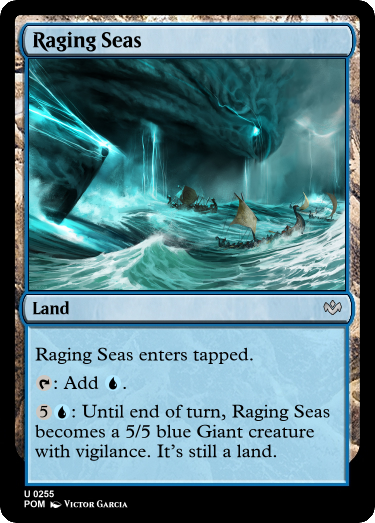 Raging Seas
Land
Raging Seas enters tapped.
: Add .
5 : Until end of turn, Raging Seas
becomes a 5/5 blue Giant creature
with vigilance. It's still a land.
U 0255
POM VICTOR GARCIA